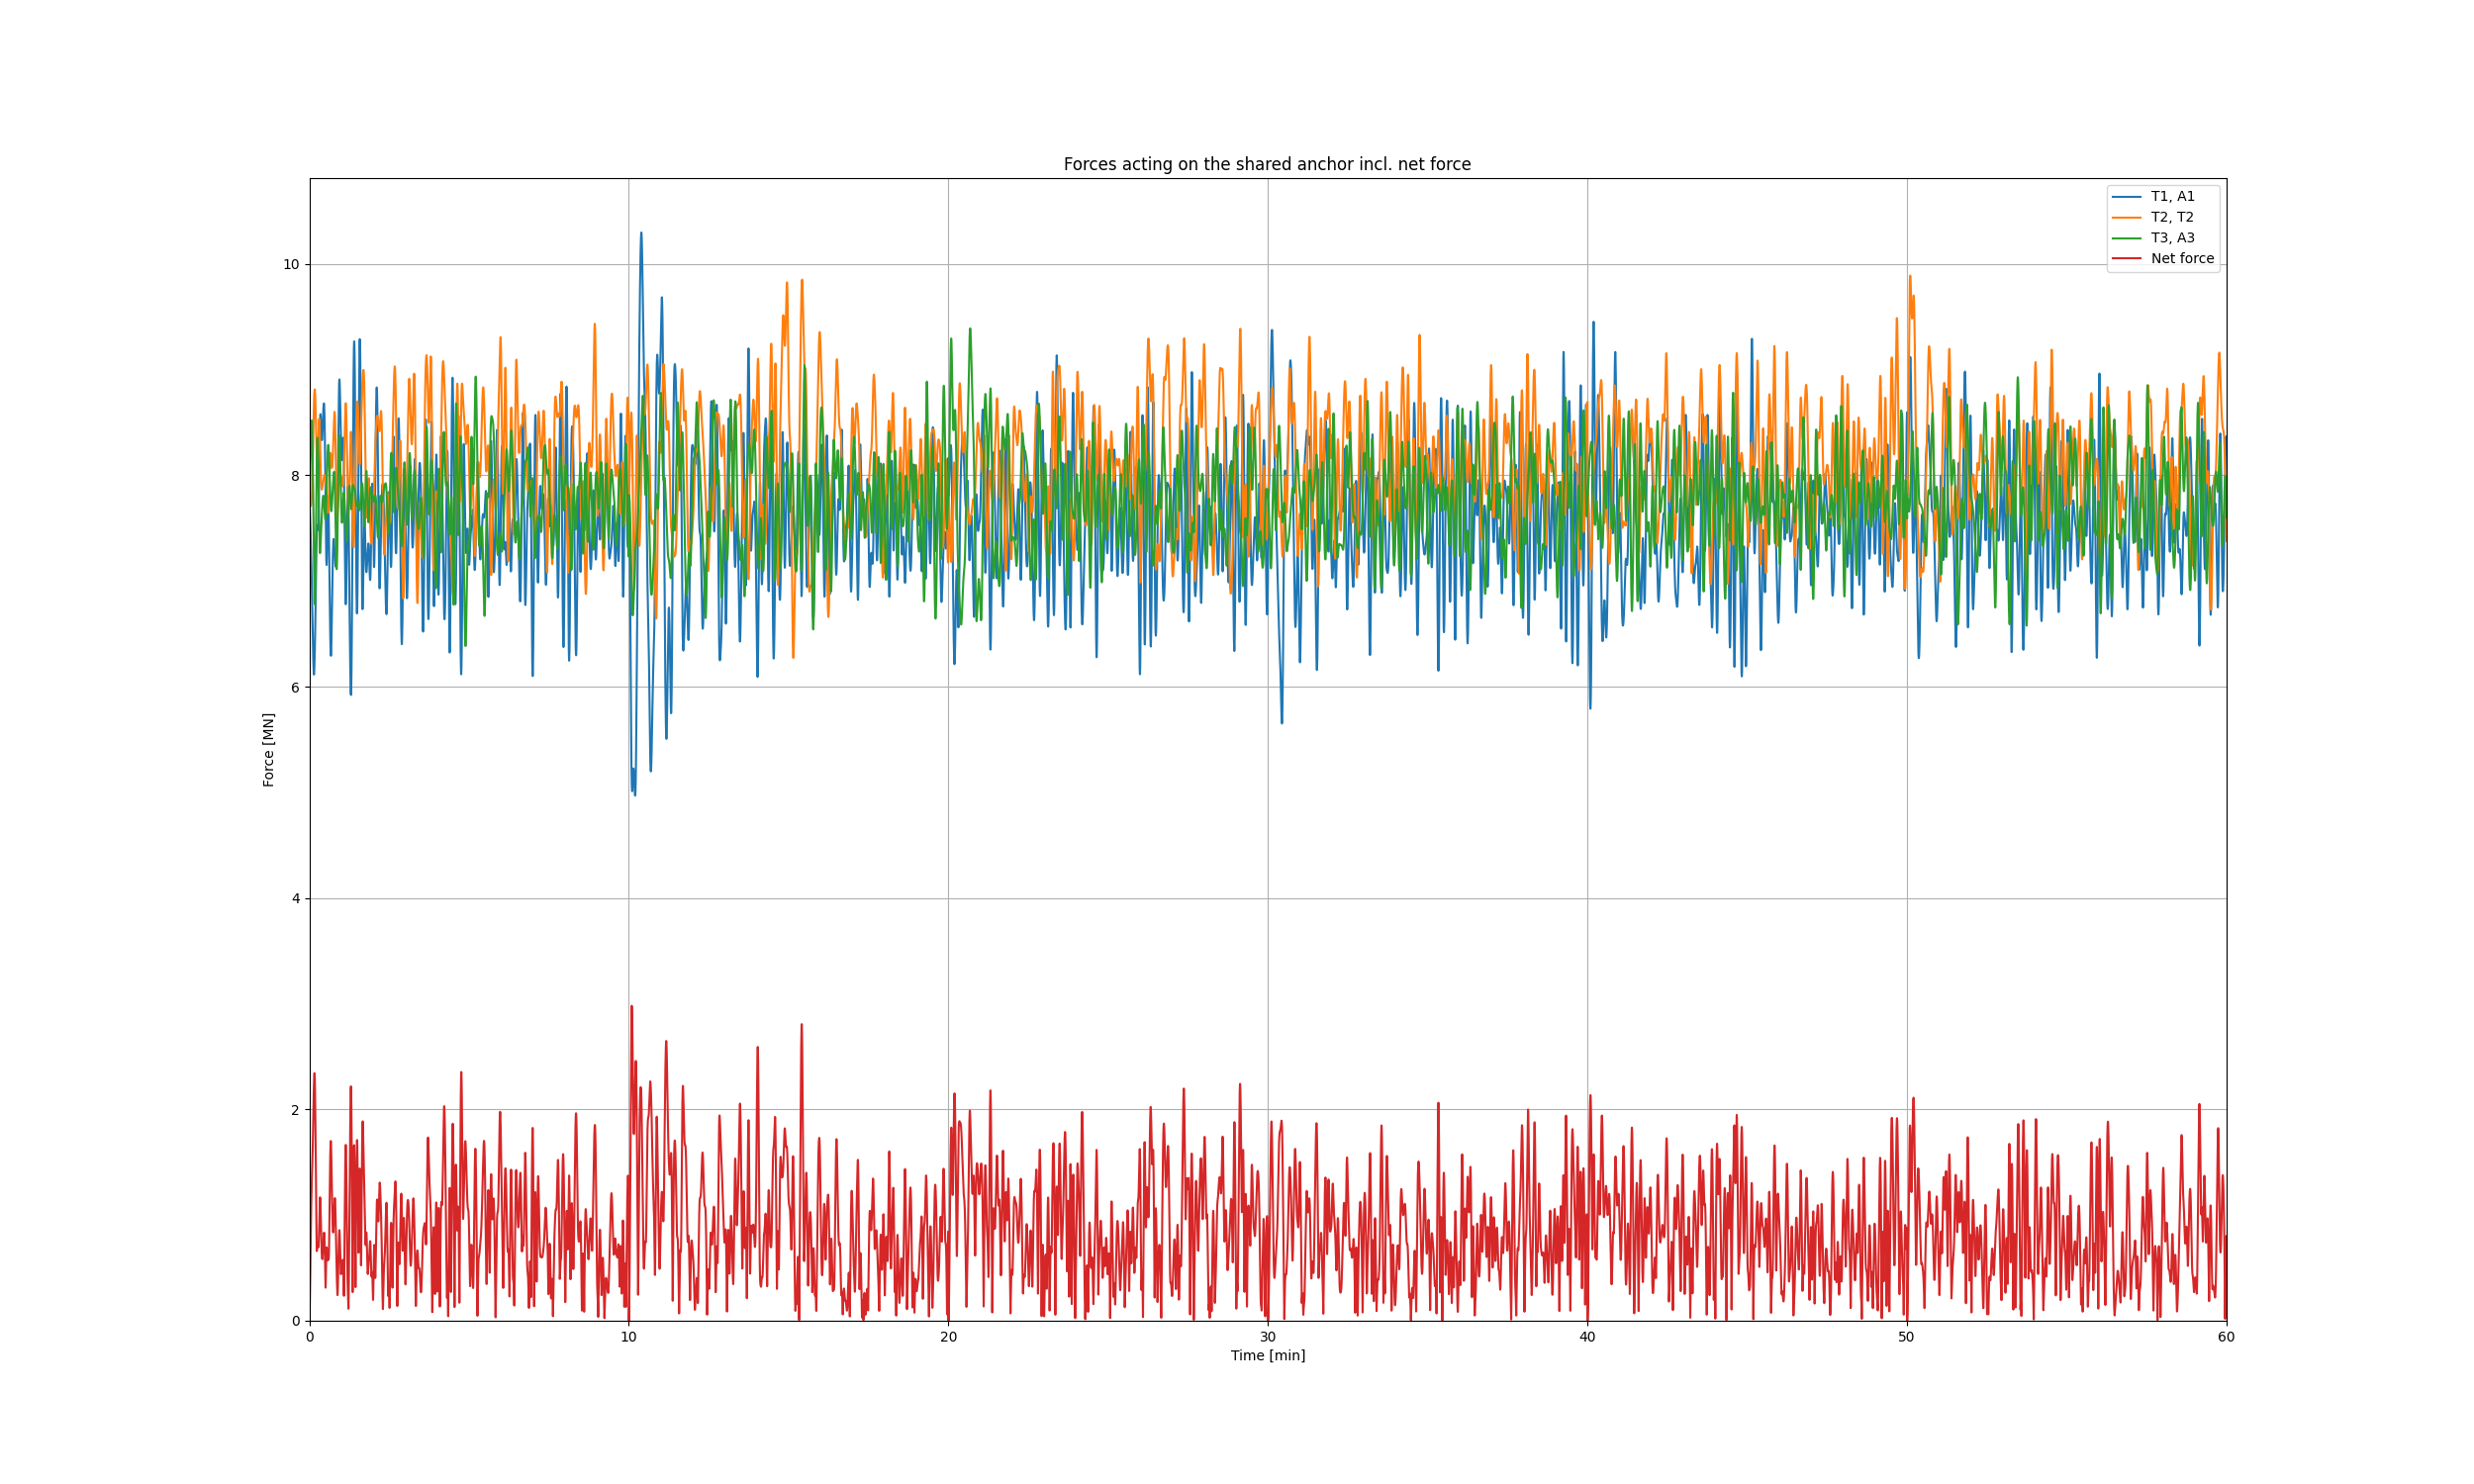 Forces acting on the shared anchor incl. net force
T1, A1
T2, T2
T3, A3
Net force
10
8
6
4
2
0
Force [MN]
0 10 20 30 40 50 60
Time [min]